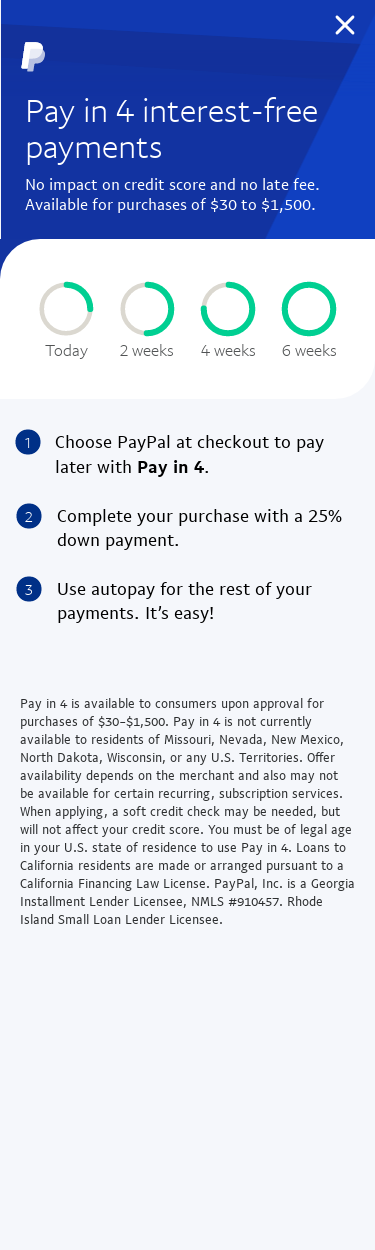 Pay in 4 interest-free
payments
No impact on credit score and no late fee.
Available for purchases of $30 to $1,500.
Today 2 weeks 4 weeks 6 weeks
1 Choose PayPal at checkout to pay
later with Pay in 4.
2 Complete your purchase with a 25%
down payment.
3 Use autopay for the rest of your
payments. It’s easy!
Pay in 4 is available to consumers upon approval for
purchases of $30–$1,500. Pay in 4 is not currently
available to residents of Missouri, Nevada, New Mexico,
North Dakota, Wisconsin, or any U.S. Territories. Offer
availability depends on the merchant and also may not
be available for certain recurring, subscription services.
When applying, a soft credit check may be needed, but
will not affect your credit score. You must be of legal age
in your U.S. state of residence to use Pay in 4. Loans to
California residents are made or arranged pursuant to a
California Financing Law License. PayPal, Inc. is a Georgia
Installment Lender Licensee, NMLS #910457. Rhode
Island Small Loan Lender Licensee.